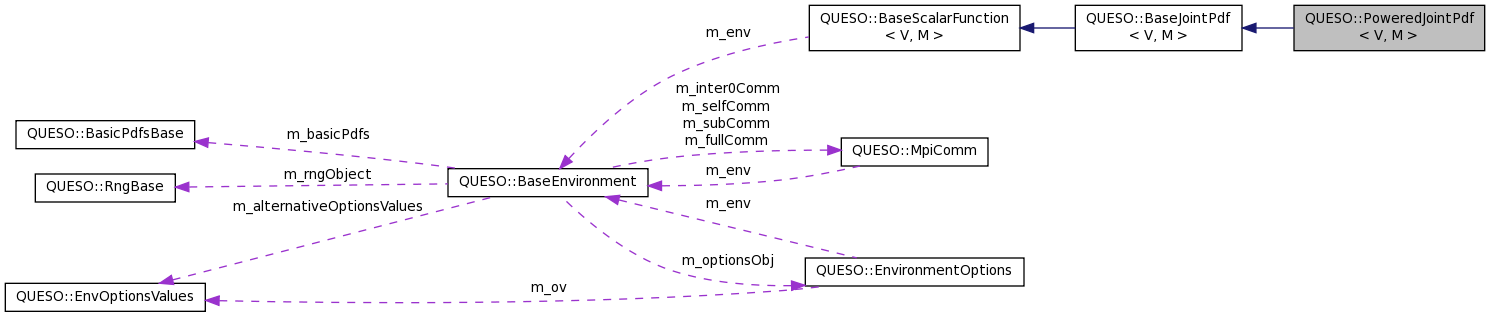 QUESO::BaseScalarFunction
< V, M >
QUESO::BaseJointPdf
< V, M >
QUESO::PoweredJointPdf
< V, M >
m_env
m_inter0Comm
m_selfComm
m_subComm
m_fullComm
QUESO::BasicPdfsBase
m_basicPdfs
QUESO::MpiComm
m_env
QUESO::RngBase
m_rngObject
QUESO::BaseEnvironment
m_alternativeOptionsValues
m_env
m_optionsObj
QUESO::EnvironmentOptions
QUESO::EnvOptionsValues
m_ov